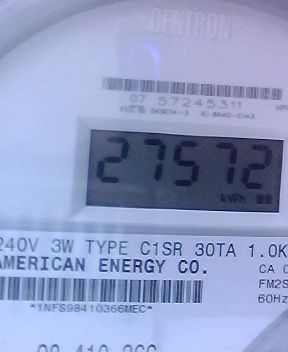 CENTRON®
07 57245311
27572
kWh
240V 3W TYPE C1SR 30TA 1.0K
AMERICAN ENERGY CO.
CA 0
FM2S
60Hz
*1NFS98410366MEC*